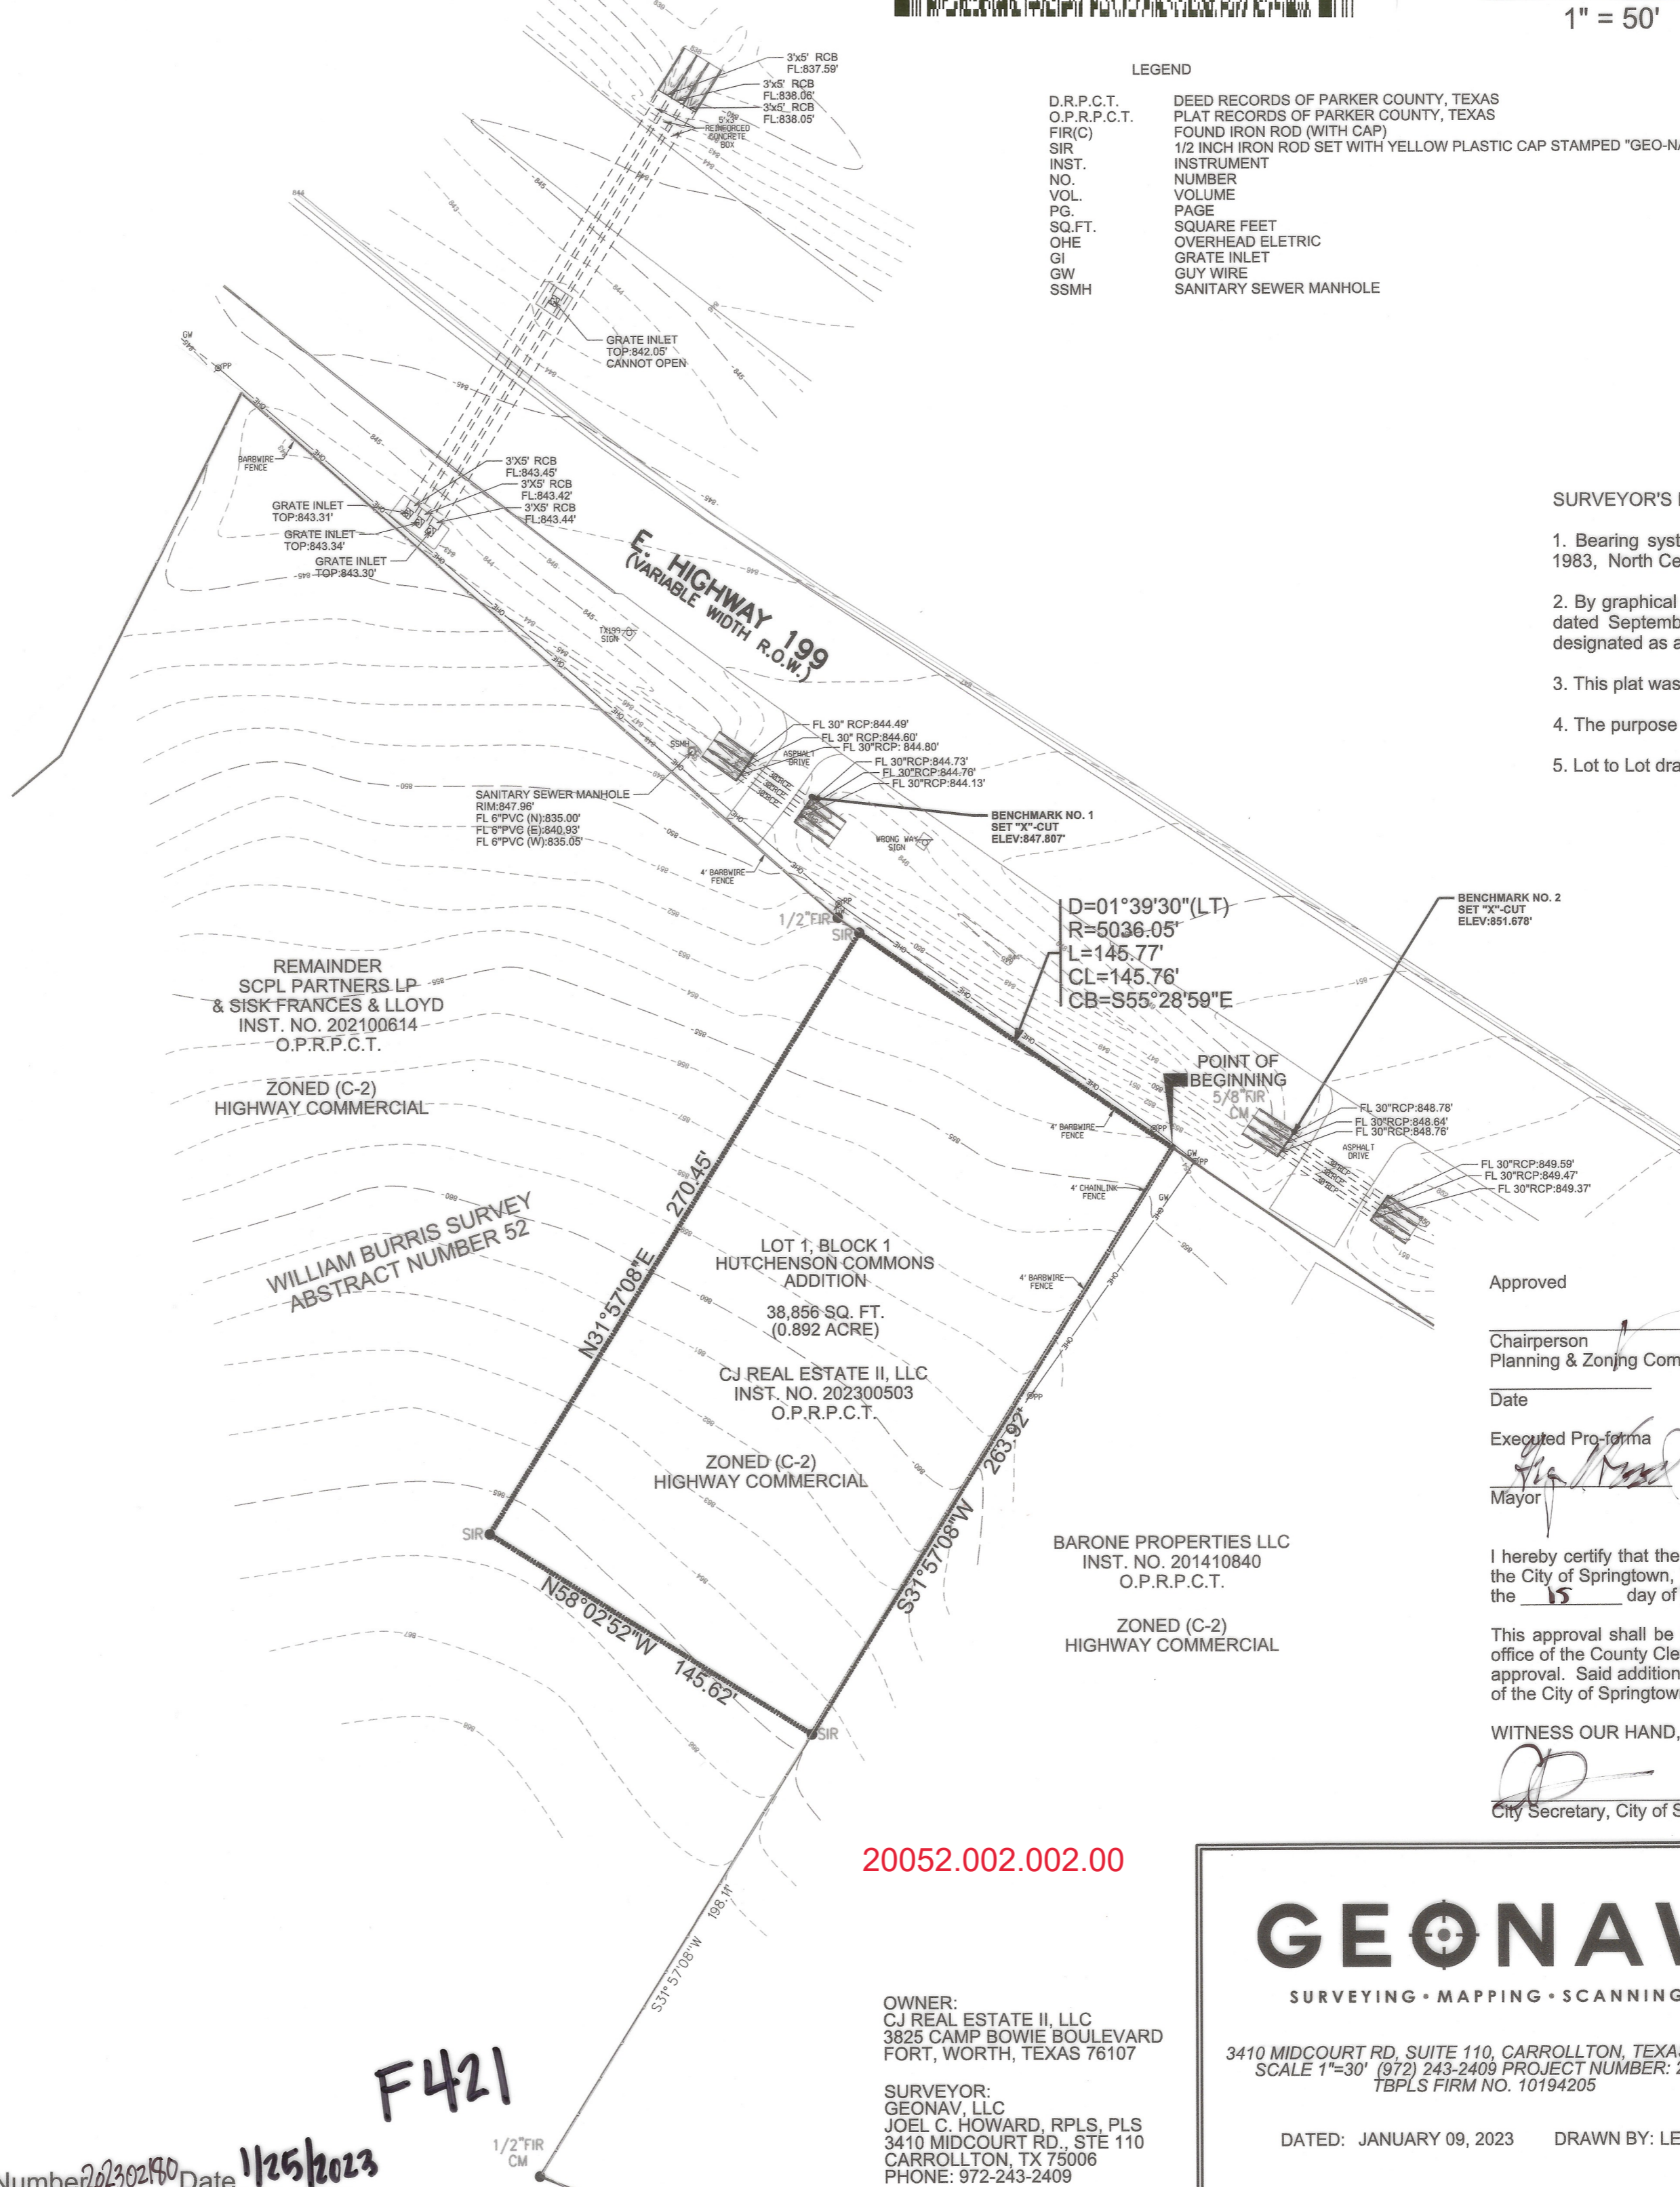 1" = 50'
LEGEND
D.R.P.C.T. DEED RECORDS OF PARKER COUNTY, TEXAS
O.P.R.P.C.T. PLAT RECORDS OF PARKER COUNTY, TEXAS
FIR(C) FOUND IRON ROD (WITH CAP)
SIR 1/2 INCH IRON ROD SET WITH YELLOW PLASTIC CAP STAMPED "GEO-NA
INST. INSTRUMENT
NO. NUMBER
VOL. VOLUME
PG. PAGE
SQ.FT. SQUARE FEET
OHE OVERHEAD ELETRIC
GI GRATE INLET
GW GUY WIRE
SSMH SANITARY SEWER MANHOLE
3'x5' RCB
FL:837.59'
3'x5' RCB
FL:838.06'
3'x5' RCB
FL:838.05'
5'x3'
REINFORCED
CONCRETE
BOX
GRATE INLET
TOP:842.05'
CANNOT OPEN
GW
PP
BARBWIRE
FENCE
3'X5' RCB
FL:843.45'
3'X5' RCB
FL:843.42'
3'X5' RCB
FL:843.44'
GRATE INLET
TOP:843.31'
GRATE INLET
TOP:843.34'
GRATE INLET
TOP:843.30'
E. HIGHWAY 199
(VARIABLE WIDTH R.O.W.)
TX199
SIGN
SURVEYOR'S
1. Bearing syst
1983, North Ce
2. By graphical
dated Septemb
designated as a
3. This plat was
4. The purpose
5. Lot to Lot dra
FL 30" RCP:844.49'
FL 30" RCP:844.60'
FL 30"RCP: 844.80'
FL 30"RCP:844.73'
FL 30"RCP:844.76'
FL 30"RCP:844.13'
ASPHALT
DRIVE
SSMH
SANITARY SEWER MANHOLE
RIM:847.96'
FL 6"PVC (N):835.00'
FL 6"PVC (E):840.93'
FL 6"PVC (W):835.05'
BENCHMARK NO. 1
SET "X"-CUT
ELEV:847.807'
WRONG WAY
SIGN
4' BARBWIRE
FENCE
BENCHMARK NO. 2
SET "X"-CUT
ELEV:851.678'
1/2"FIR
SIR
D=01°39'30"(LT)
R=5036.05'
L=145.77'
CL=145.76'
CB=S55°28'59"E
REMAINDER
SCPL PARTNERS LP
& SISK FRANCES & LLOYD
INST. NO. 202100614
O.P.R.P.C.T.
ZONED (C-2)
HIGHWAY COMMERCIAL
POINT OF
BEGINNING
5/8"FIR
CM
4' BARBWIRE
FENCE
FL 30"RCP:848.78'
FL 30"RCP:848.64'
FL 30"RCP:848.76'
ASPHALT
DRIVE
FL 30"RCP:849.59'
FL 30"RCP:849.47'
FL 30"RCP:849.37'
4' CHAINLINK
FENCE
GW
PP
GW
N31°57'08"E 270.45'
WILLIAM BURRIS SURVEY
ABSTRACT NUMBER 52
LOT 1, BLOCK 1
HUTCHENSON COMMONS
ADDITION
38,856 SQ. FT.
(0.892 ACRE)
CJ REAL ESTATE II, LLC
INST. NO. 202300503
O.P.R.P.C.T.
ZONED (C-2)
HIGHWAY COMMERCIAL
4' BARBWIRE
FENCE
PP
S31°57'08"W 263.92'
Approved
Chairperson
Planning & Zoning Com
Date
Executed Pro-forma
Mayor
SIR
N58°02'52"W 145.62'
SIR
BARONE PROPERTIES LLC
INST. NO. 201410840
O.P.R.P.C.T.
ZONED (C-2)
HIGHWAY COMMERCIAL
I hereby certify that the
the City of Springtown,
the 15 day of
This approval shall be
office of the County Cle
approval. Said addition
of the City of Springtow
WITNESS OUR HAND,
City Secretary, City of S
20052.002.002.00
S31°57'08"W 198.11'
GEONAV
SURVEYING • MAPPING • SCANNING
3410 MIDCOURT RD, SUITE 110, CARROLLTON, TEXAS
SCALE 1"=30' (972) 243-2409 PROJECT NUMBER: 2
TBPLS FIRM NO. 10194205
DATED: JANUARY 09, 2023 DRAWN BY: LE
OWNER:
CJ REAL ESTATE II, LLC
3825 CAMP BOWIE BOULEVARD
FORT, WORTH, TEXAS 76107
SURVEYOR:
GEONAV, LLC
JOEL C. HOWARD, RPLS, PLS
3410 MIDCOURT RD., STE 110
CARROLLTON, TX 75006
PHONE: 972-243-2409
F421
1/2"FIR
CM
Number 202302180 Date 1/25/2023